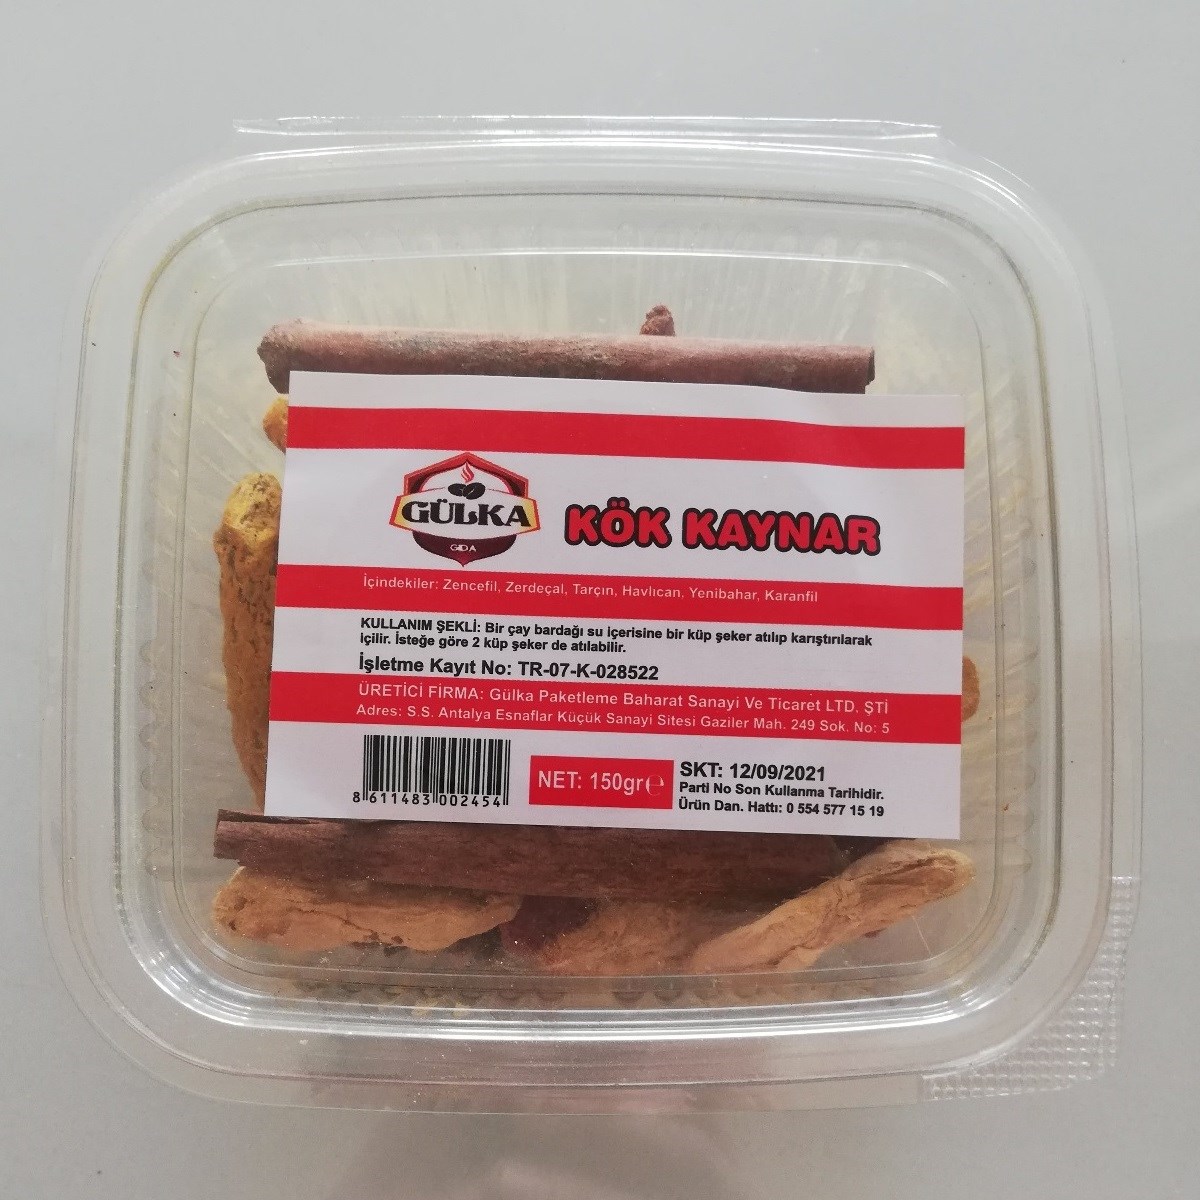 GÜLKA
GIDA
KÖK KAYNAR
İçindekiler: Zencefil, Zerdeçal, Tarçın, Havlıcan, Yenibahar, Karanfil
KULLANIM ŞEKLİ: Bir çay bardağı su içerisine bir küp şeker atılıp karıştırılarak
içilir. İsteğe göre 2 küp şeker de atılabilir.
İşletme Kayıt No: TR-07-K-028522
ÜRETİCİ FİRMA: Gülka Paketleme Baharat Sanayi Ve Ticaret LTD. ŞTİ
Adres: S.S. Antalya Esnaflar Küçük Sanayi Sitesi Gaziler Mah. 249 Sok. No: 5
8 611483 002454
NET: 150gr℮
SKT: 12/09/2021
Parti No Son Kullanma Tarihidir.
Ürün Dan. Hattı: 0 554 577 15 19